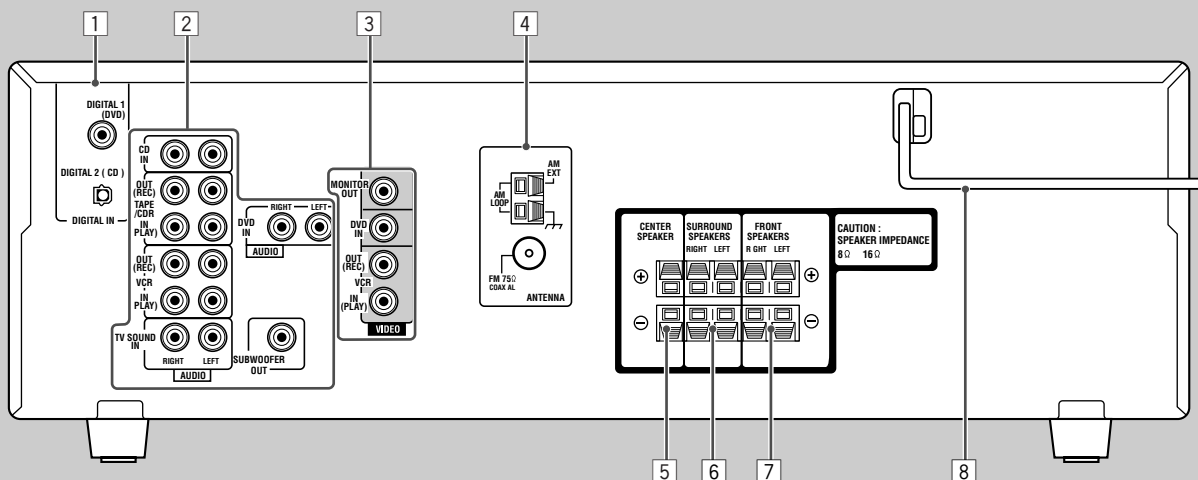 1
2
3
4
DIGITAL 1
(DVD)
DIGITAL 2 ( CD )
DIGITAL IN
CD
IN
OUT
(REC)
TAPE
/CDR
IN
PLAY)
OUT
(REC)
VCR
IN
PLAY)
TV SOUND
IN
RIGHT LEFT
AUDIO
RIGHT LEFT
DVD
IN
AUDIO
SUBWOOFER
OUT
MONITOR
OUT
DVD
IN
OUT
(REC)
VCR
IN
(PLAY)
VIDEO
AM
EXT
AM
LOOP
FM 75Ω
COAX AL
ANTENNA
CENTER
SPEAKER
SURROUND
SPEAKERS
RIGHT LEFT
FRONT
SPEAKERS
R GHT LEFT
+
+
−
−
CAUTION :
SPEAKER IMPEDANCE
8Ω 16Ω
5
6
7
8